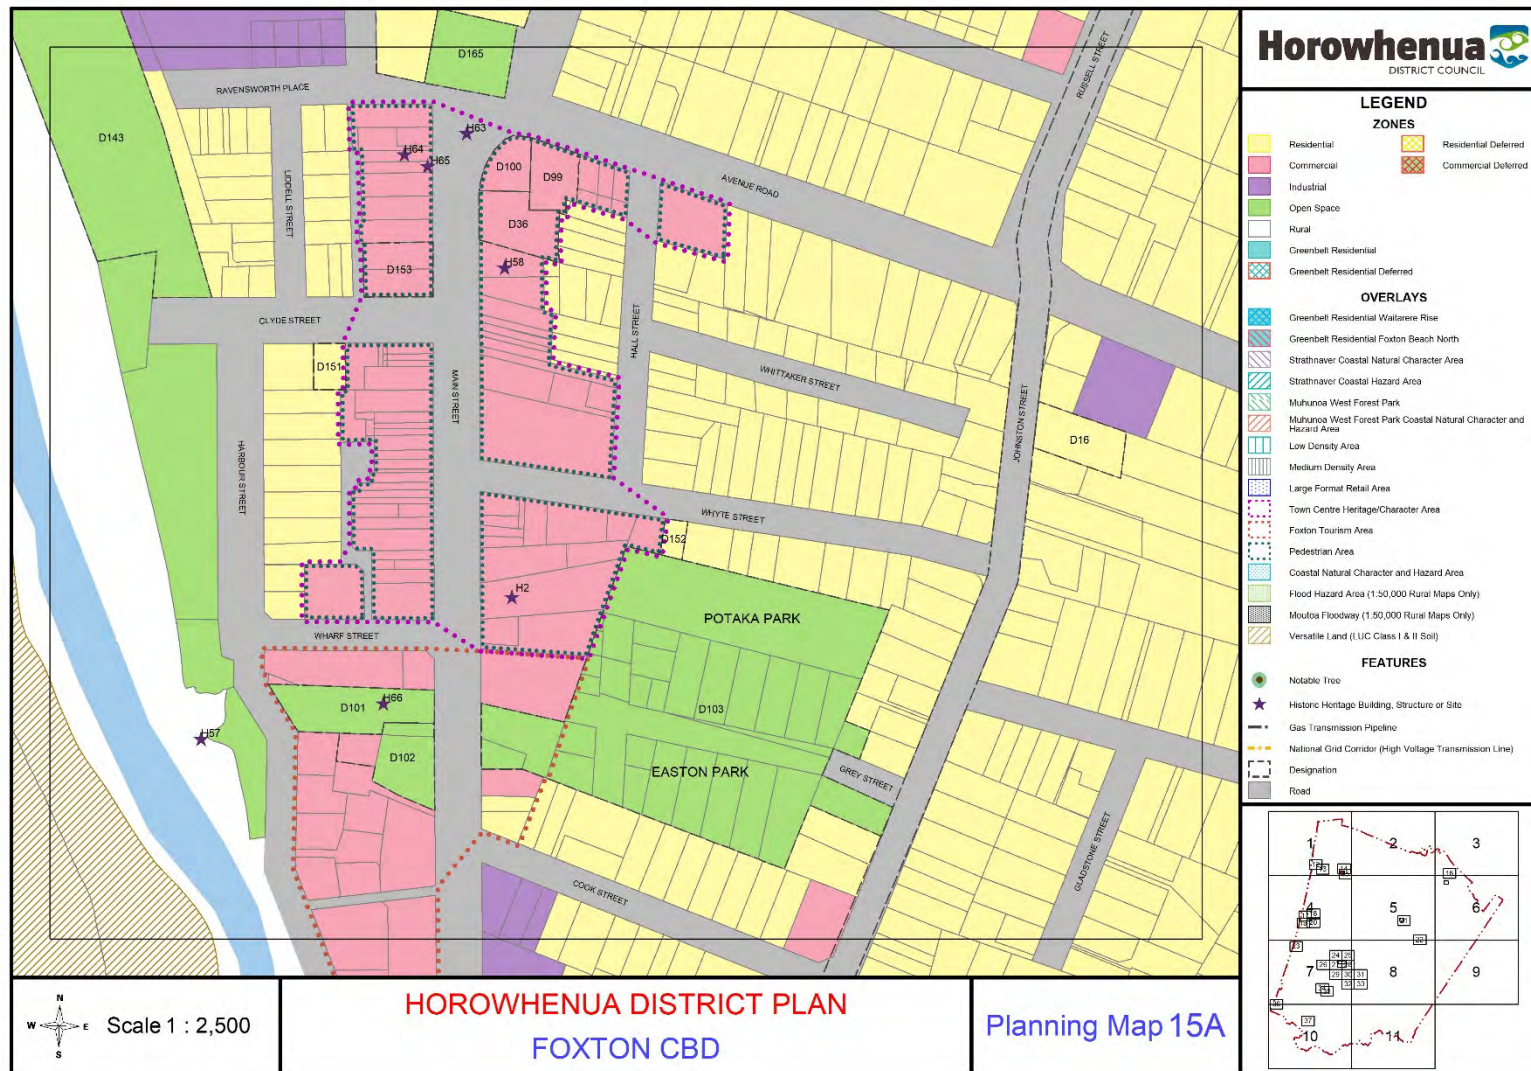 D165
RAVENSWORTH PLACE
RUSSELL STREET
D143
H63
H64
H65
D100
D99
AVENUE ROAD
LIDDELL STREET
D36
H58
D153
CLYDE STREET
HALL STREET
D151
MAIN STREET
WHITTAKER STREET
JOHNSTON STREET
D16
HARBOUR STREET
WHYTE STREET
D152
H2
POTAKA PARK
WHARF STREET
H66
D101
D103
H57
D102
EASTON PARK
GREY STREET
GLADSTONE STREET
COOK STREET
Horowhenua
DISTRICT COUNCIL
LEGEND
ZONES
Residential
Residential Deferred
Commercial
Commercial Deferred
Industrial
Open Space
Rural
Greenbelt Residential
Greenbelt Residential Deferred
OVERLAYS
Greenbelt Residential Waitarere Rise
Greenbelt Residential Foxton Beach North
Strathnaver Coastal Natural Character Area
Strathnaver Coastal Hazard Area
Muhunoa West Forest Park
Muhunoa West Forest Park Coastal Natural Character and
Hazard Area
Low Density Area
Medium Density Area
Large Format Retail Area
Town Centre Heritage/Character Area
Foxton Tourism Area
Pedestrian Area
Coastal Natural Character and Hazard Area
Flood Hazard Area (1:50,000 Rural Maps Only)
Moutoa Floodway (1:50,000 Rural Maps Only)
Versatile Land (LUC Class I & II Soil)
FEATURES
Notable Tree
Historic Heritage Building, Structure or Site
Gas Transmission Pipeline
National Grid Corridor (High Voltage Transmission Line)
Designation
Road
1 2 3
4 5 6
7 8 9
10 11
22
24 25
26
29 30 31
32 33
37
N
W E
S
Scale 1 : 2,500
HOROWHENUA DISTRICT PLAN
FOXTON CBD
Planning Map 15A